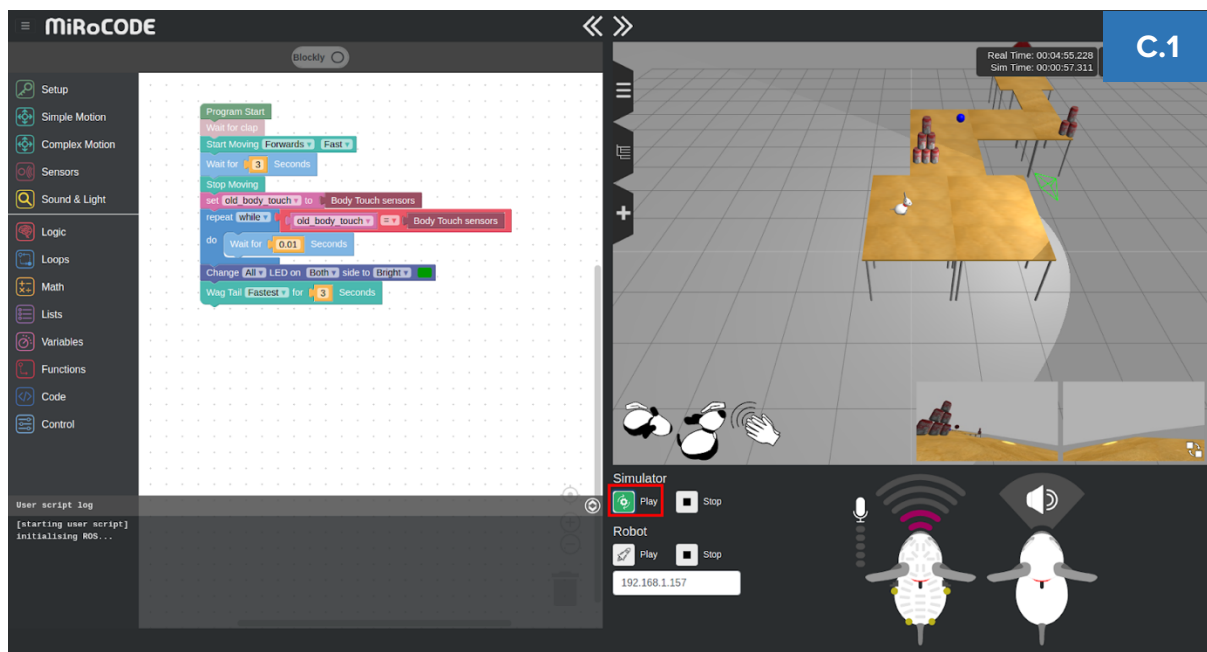 MiRoCODE
C.1
Blockly
Real Time: 00:04:55.228
Sim Time: 00:00:57.311
Setup
Simple Motion
Complex Motion
Sensors
Sound & Light
Logic
Loops
Math
Lists
Variables
Functions
Code
Control
Program Start
Wait for clap
Start Moving Forwards Fast
Wait for 3 Seconds
Stop Moving
set old_body_touch to Body Touch sensors
repeat while old_body_touch = Body Touch sensors
do Wait for 0.01 Seconds
Change All LED on Both side to Bright
Wag Tail Fastest for 3 Seconds
User script log
[starting user script]
initialising ROS...
Simulator
Play Stop
Robot
Play Stop
192.168.1.157